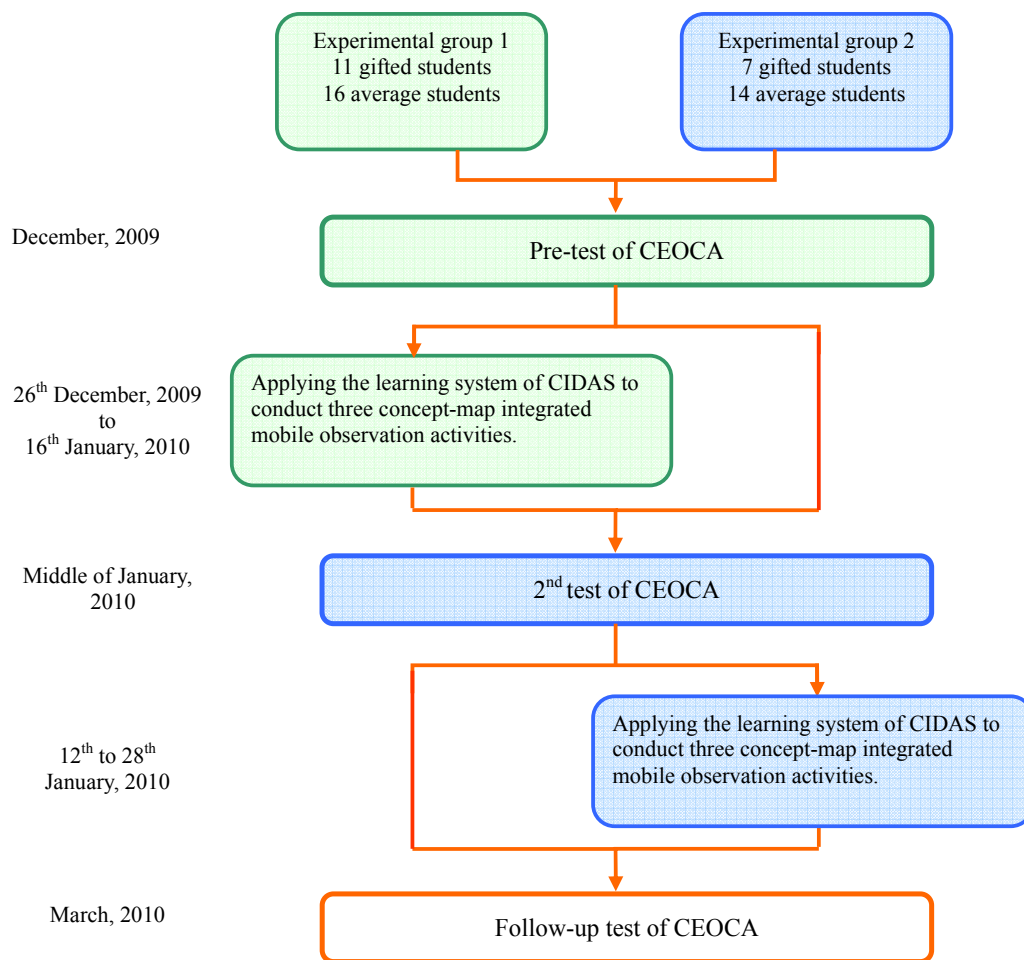 Experimental group 1
11 gifted students
16 average students
Experimental group 2
7 gifted students
14 average students
December, 2009
Pre-test of CEOCA
26th December, 2009
to
16th January, 2010
Applying the learning system of CIDAS to
conduct three concept-map integrated
mobile observation activities.
Middle of January,
2010
2nd test of CEOCA
12th to 28th
January, 2010
Applying the learning system of CIDAS to
conduct three concept-map integrated
mobile observation activities.
March, 2010
Follow-up test of CEOCA